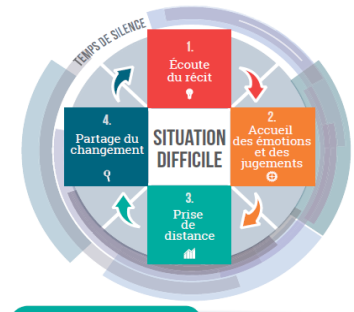 TEMPS DE SILENCE
1.
Écoute
du récit
2.
Accueil
des émotions
et des
jugements
SITUATION
DIFFICILE
4.
Partage du
changement
3.
Prise
de
distance